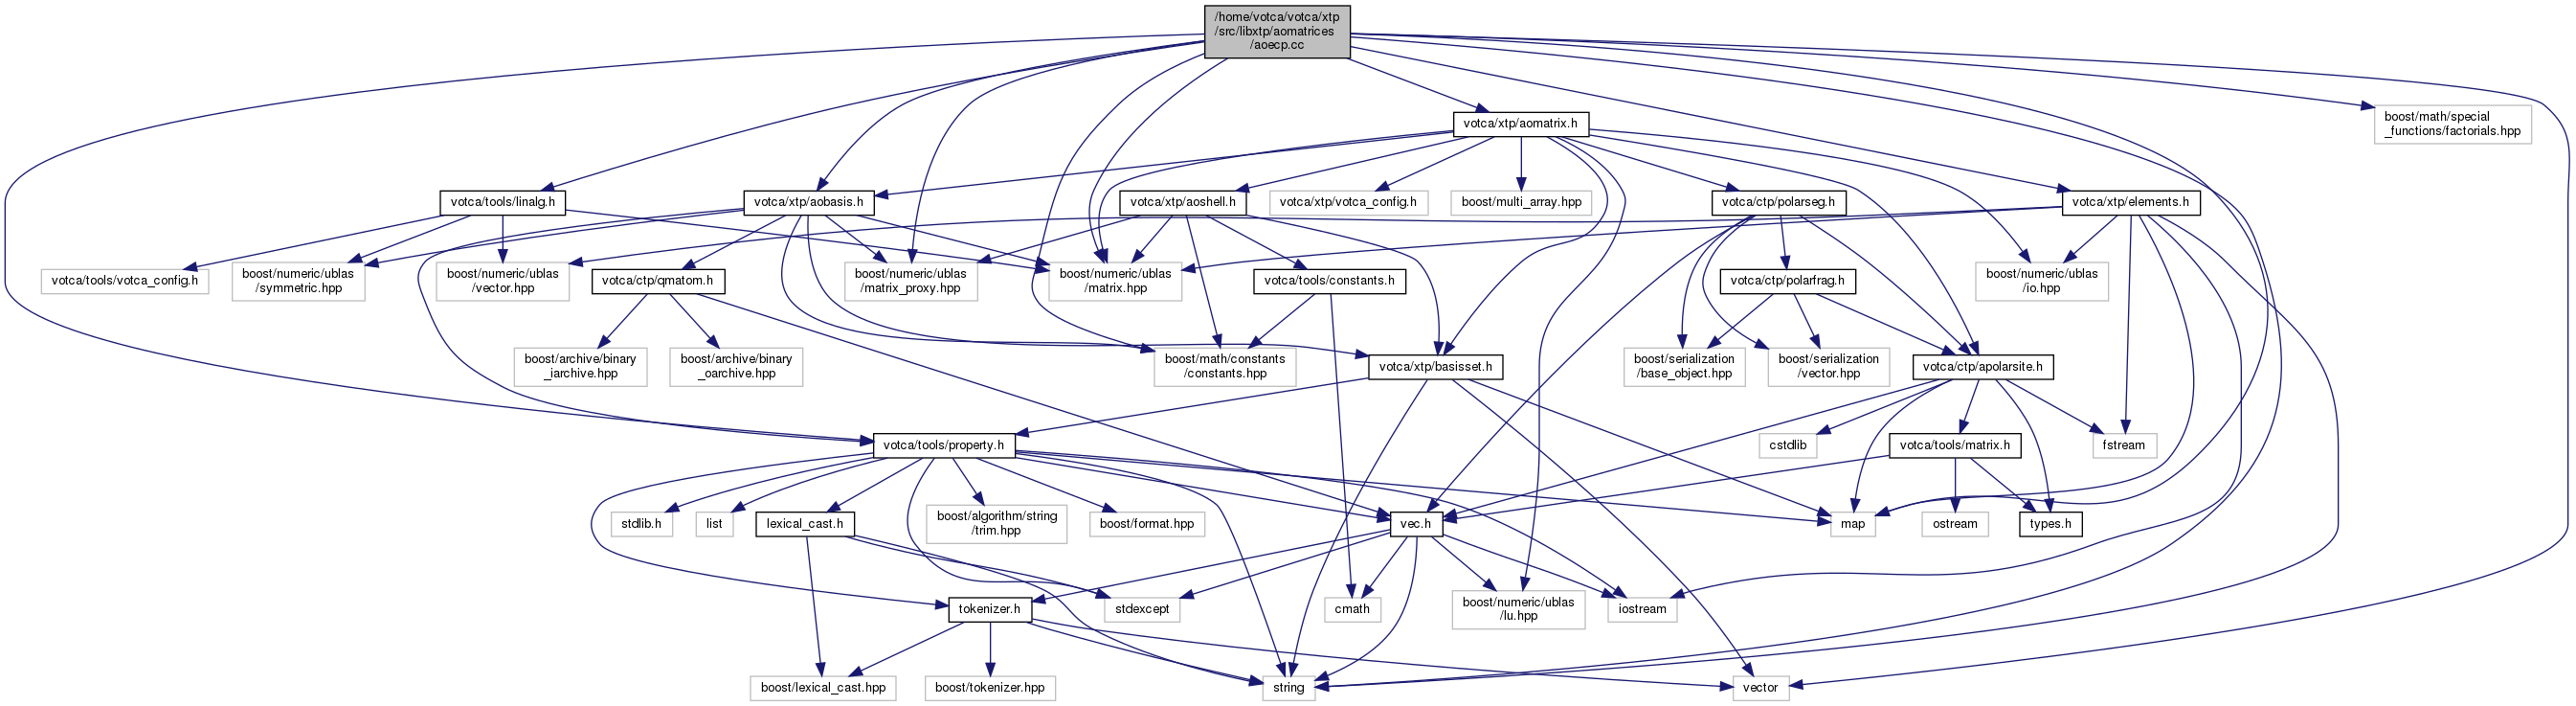 /home/votca/votca/xtp
/src/libxtp/aomatrices
/aoecp.cc
boost/math/special
_functions/factorials.hpp
votca/xtp/aomatrix.h
votca/tools/linalg.h
votca/xtp/aobasis.h
votca/xtp/aoshell.h
votca/xtp/votca_config.h
boost/multi_array.hpp
votca/ctp/polarseg.h
votca/xtp/elements.h
votca/tools/votca_config.h
boost/numeric/ublas
/symmetric.hpp
boost/numeric/ublas
/vector.hpp
votca/ctp/qmatom.h
boost/numeric/ublas
/matrix_proxy.hpp
boost/numeric/ublas
/matrix.hpp
votca/tools/constants.h
votca/ctp/polarfrag.h
boost/numeric/ublas
/io.hpp
boost/archive/binary
_iarchive.hpp
boost/archive/binary
_oarchive.hpp
boost/math/constants
/constants.hpp
votca/xtp/basisset.h
boost/serialization
/base_object.hpp
boost/serialization
/vector.hpp
votca/ctp/apolarsite.h
votca/tools/property.h
cstdlib
votca/tools/matrix.h
fstream
stdlib.h
list
lexical_cast.h
boost/algorithm/string
/trim.hpp
boost/format.hpp
vec.h
map
ostream
types.h
tokenizer.h
stdexcept
cmath
boost/numeric/ublas
/lu.hpp
iostream
boost/lexical_cast.hpp
boost/tokenizer.hpp
string
vector